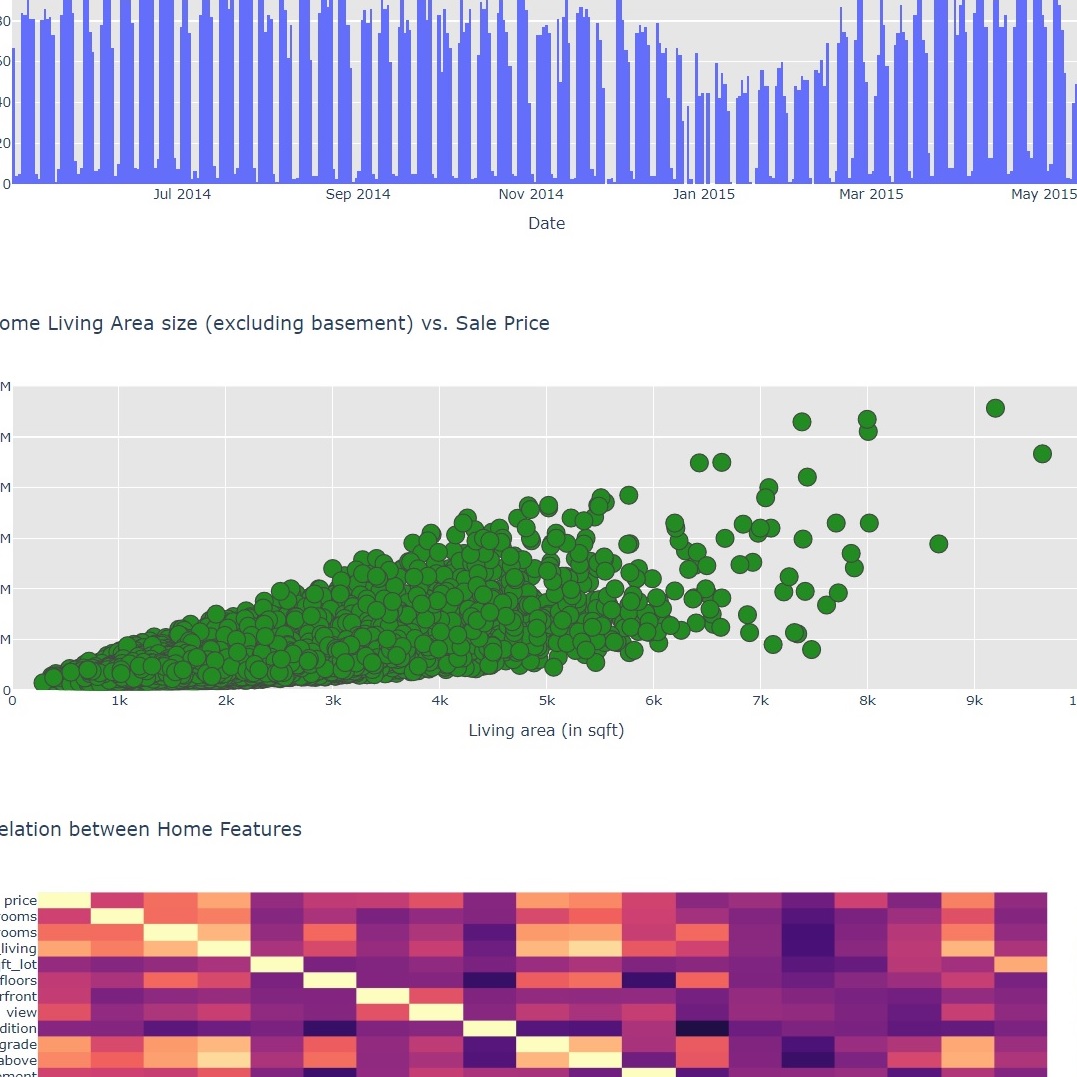 80
60
40
20
0
Jul 2014 Sep 2014 Nov 2014 Jan 2015 Mar 2015 May 2015
Date
ome Living Area size (excluding basement) vs. Sale Price
M
M
M
M
M
M
0
0 1k 2k 3k 4k 5k 6k 7k 8k 9k 1
Living area (in sqft)
elation between Home Features
price
ooms
ooms
living
ft_lot
floors
rfront
view
dition
grade
above
ment